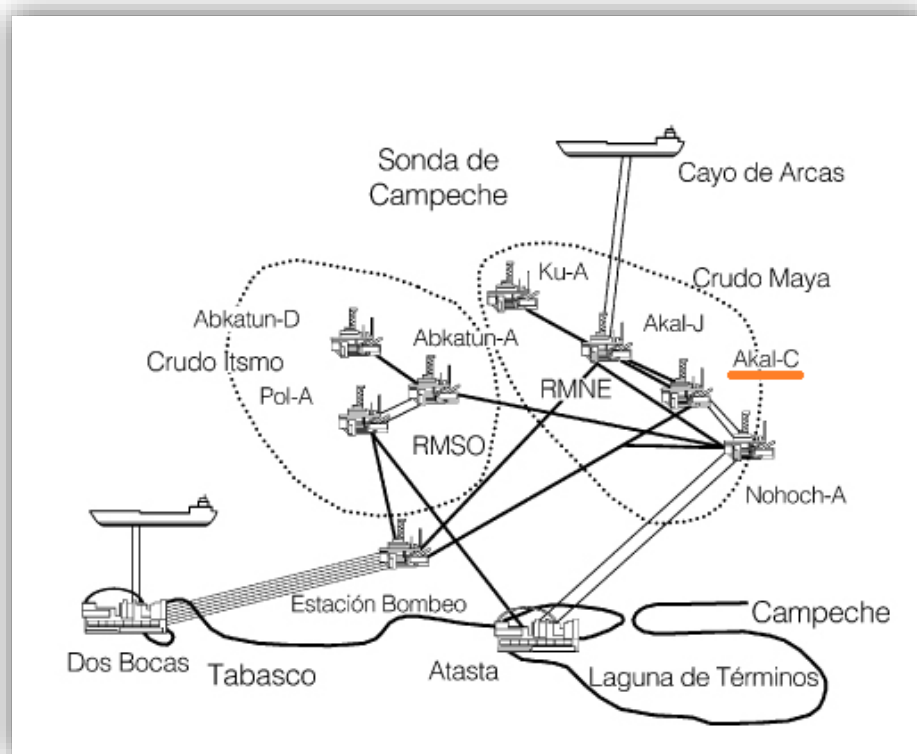 Sonda de
Campeche
Cayo de Arcas
Ku-A
Crudo Maya
Abkatun-D
Abkatun-A
Akal-J
Crudo Itsmo
Akal-C
Pol-A
RMNE
RMSO
Nohoch-A
Estación Bombeo
Campeche
Dos Bocas
Tabasco
Atasta
Laguna de Términos